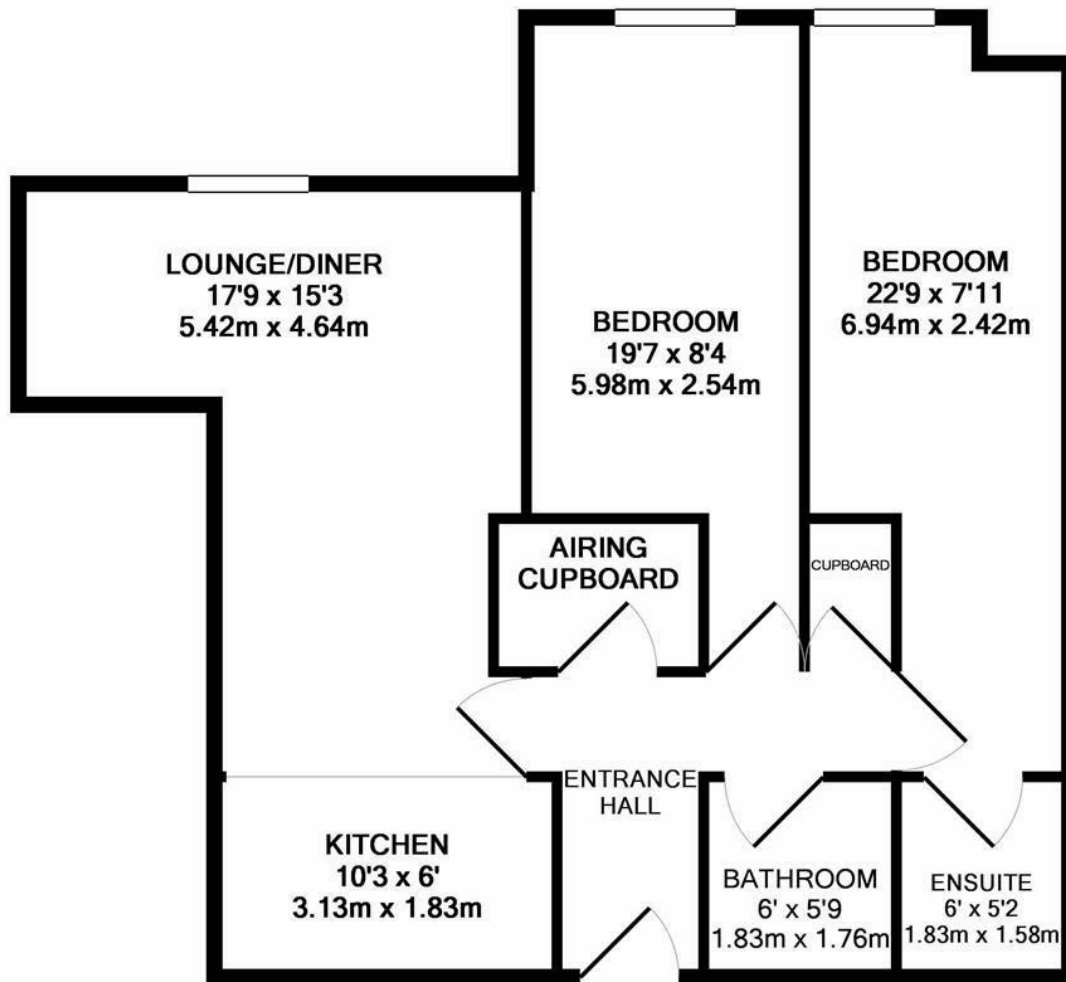 LOUNGE/DINER
17'9 x 15'3
5.42m x 4.64m
BEDROOM
19'7 x 8'4
5.98m x 2.54m
BEDROOM
22'9 x 7'11
6.94m x 2.42m
AIRING
CUPBOARD
CUPBOARD
ENTRANCE
HALL
KITCHEN
10'3 x 6'
3.13m x 1.83m
BATHROOM
6' x 5'9
1.83m x 1.76m
ENSUITE
6' x 5'2
1.83m x 1.58m